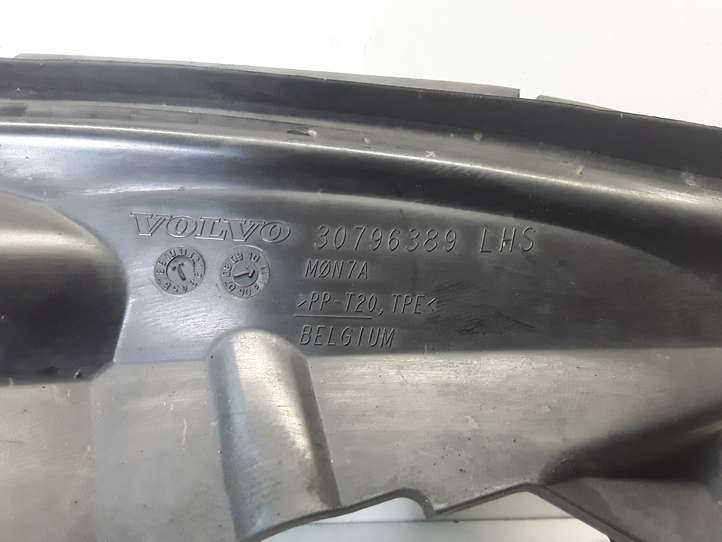 VOLVO 30796389 LHS
MØN7A
>PP-T20, TPE<
BELGIUM